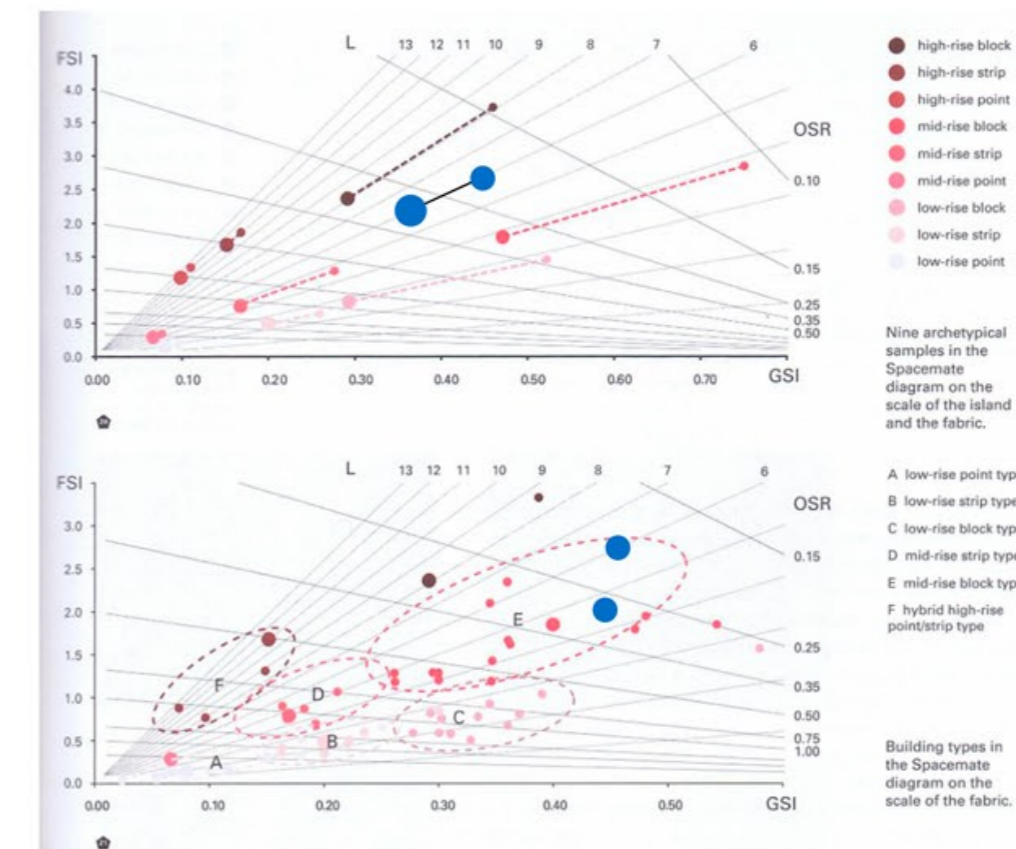 L
13 12 11 10 9 8 7 6
FSI
4.0
3.5
3.0
2.5
2.0
1.5
1.0
0.5
0.0
OSR
0.10
0.15
0.25
0.35
0.50
0.00 0.10 0.20 0.30 0.40 0.50 0.60 0.70
GSI
high-rise block
high-rise strip
high-rise point
mid-rise block
mid-rise strip
mid-rise point
low-rise block
low-rise strip
low-rise point
Nine archetypical
samples in the
Spacemate
diagram on the
scale of the island
and the fabric.
L
13 12 11 10 9 8 7 6
FSI
3.0
2.5
2.0
1.5
1.0
0.5
0.0
OSR
0.15
0.25
0.35
0.50
0.75
1.00
A
B
C
D
E
F
0.00 0.10 0.20 0.30 0.40 0.50
GSI
A low-rise point typ
B low-rise strip type
C low-rise block typ
D mid-rise strip type
E mid-rise block typ
F hybrid high-rise
point/strip type
Building types in
the Spacemate
diagram on the
scale of the fabric.